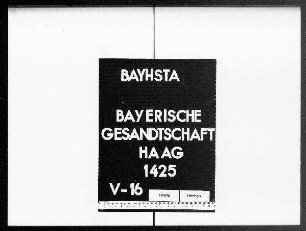 BAYHSTA
BAYERISCHE
GESANDTSCHAFT
HAAG
1425
V-16